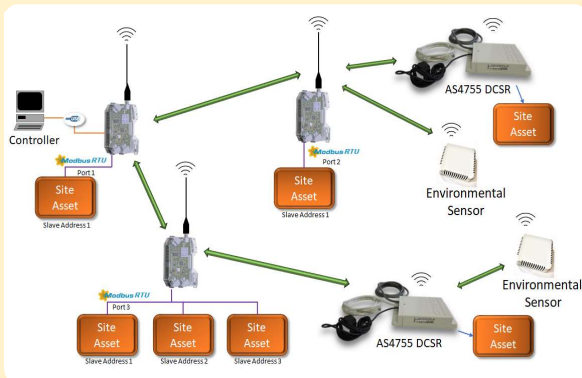 AS4755 DCSR
Site
Asset
Controller
Modbus RTU
Port 1
Site
Asset
Slave Address 1
Modbus RTU
Port 2
Site
Asset
Slave Address 1
Environmental
Sensor
Modbus RTU
Port 3
Site
Asset
Slave Address 1
Site
Asset
Slave Address 2
Site
Asset
Slave Address 3
AS4755 DCSR
Site
Asset
Environmental
Sensor